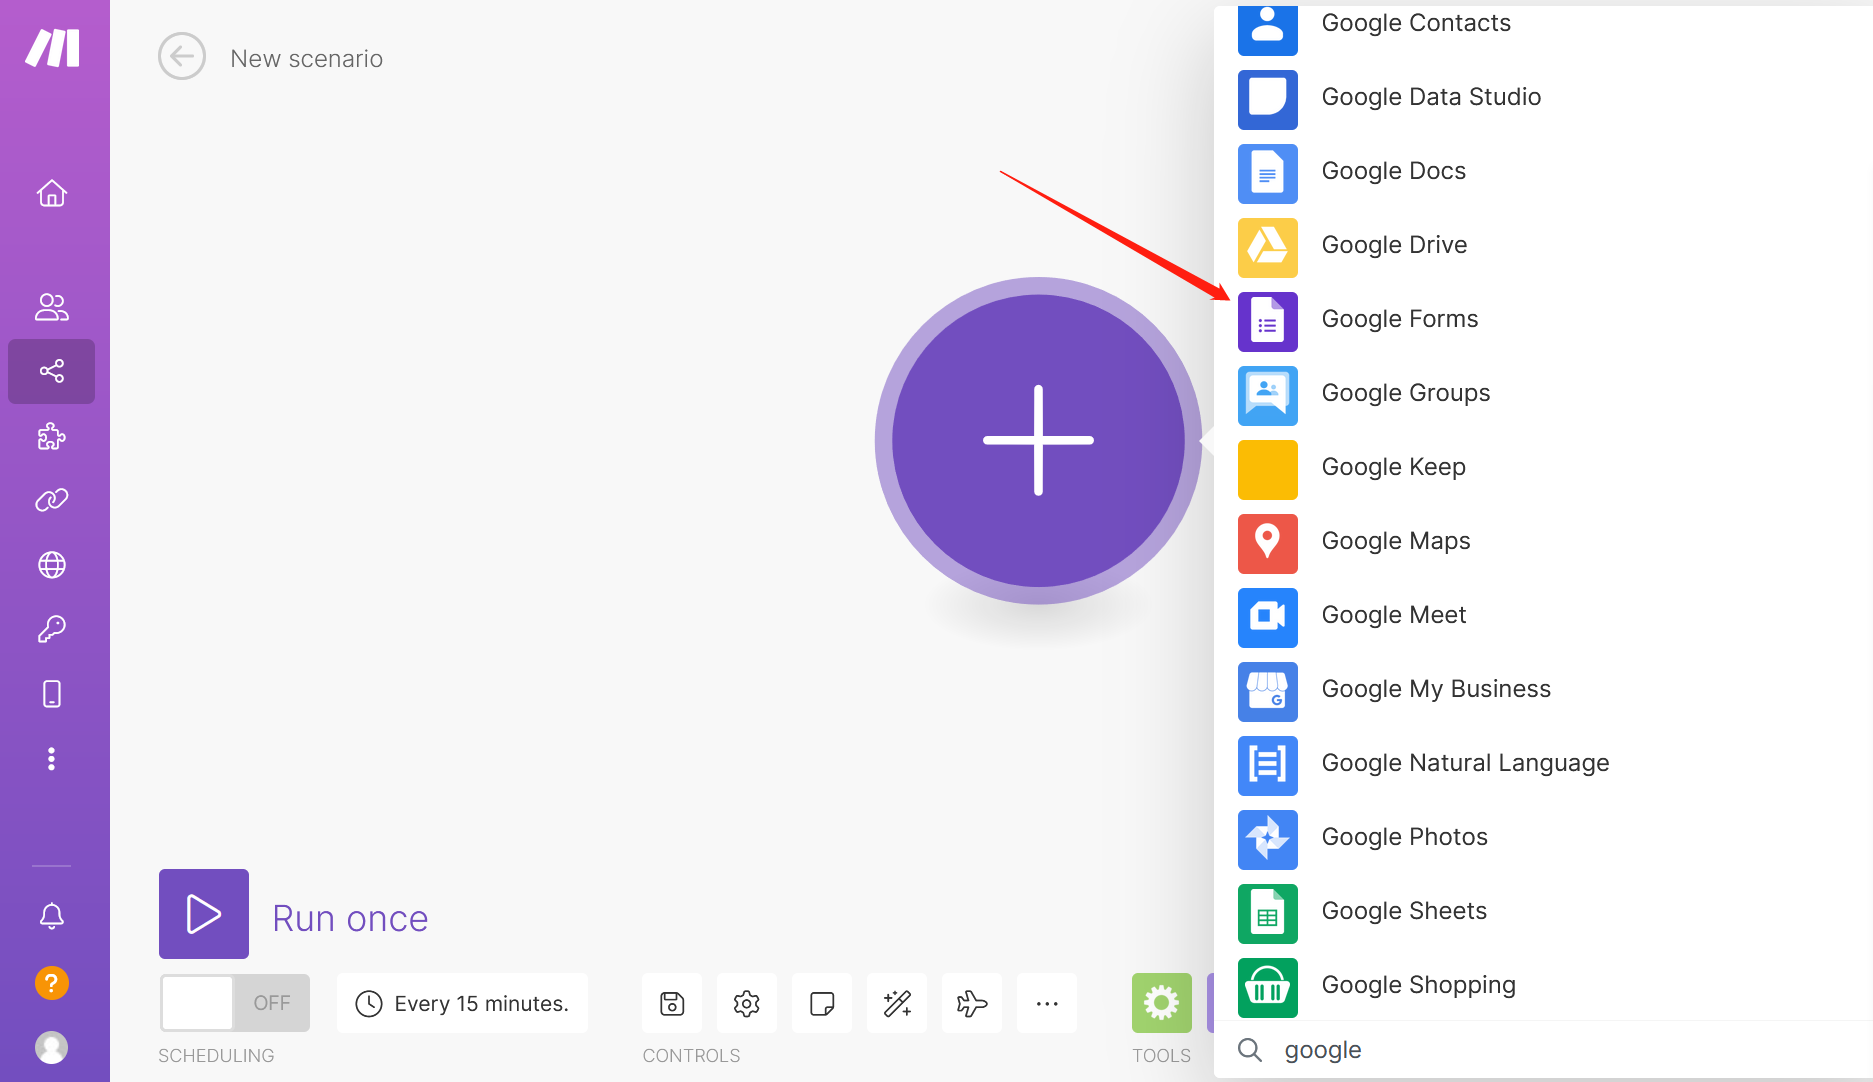 New scenario
Google Contacts
Google Data Studio
Google Docs
Google Drive
Google Forms
Google Groups
Google Keep
Google Maps
Google Meet
Google My Business
Google Natural Language
Google Photos
Google Sheets
Google Shopping
google
Run once
OFF
Every 15 minutes.
SCHEDULING
CONTROLS
TOOLS
?